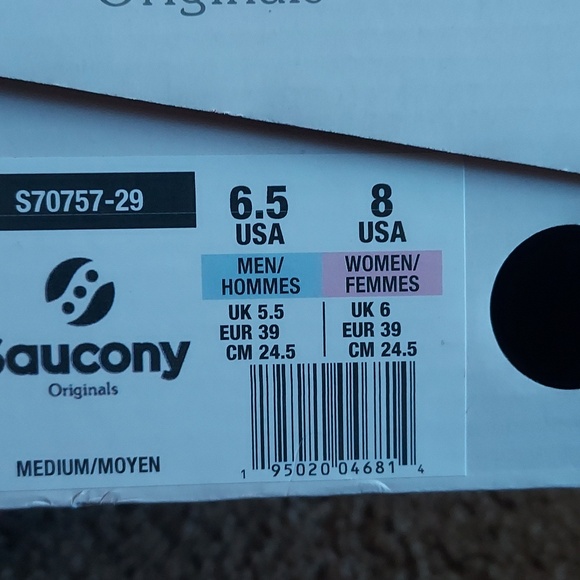 Originals
S70757-29
6.5 8
USA USA
MEN/ WOMEN/
HOMMES FEMMES
UK 5.5 UK 6
EUR 39 EUR 39
CM 24.5 CM 24.5
Saucony
Originals
MEDIUM/MOYEN
1 95020 04681 4